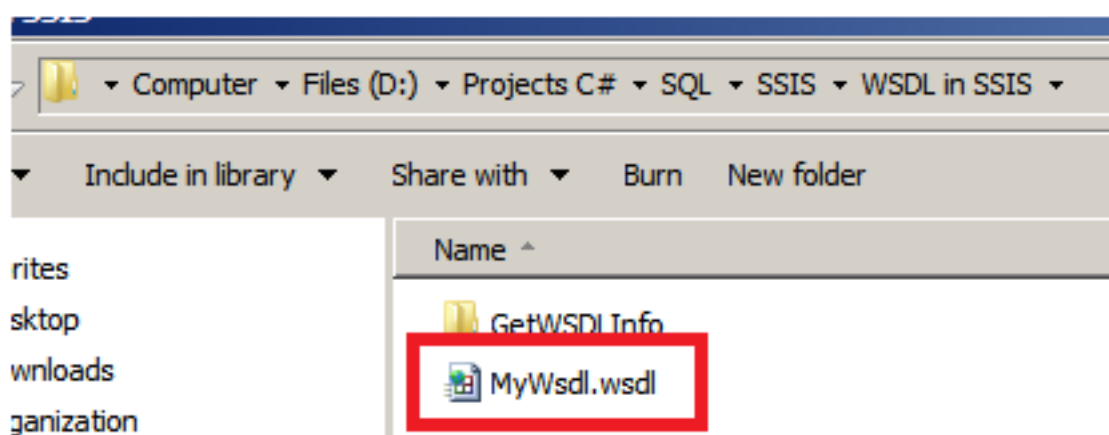 SSIS
Computer Files (D:) Projects C# SQL SSIS WSDL in SSIS
Include in library Share with Burn New folder
Name
rites
sktop
GetWSDLInfo
wnloads
MyWsdl.wsdl
ganization